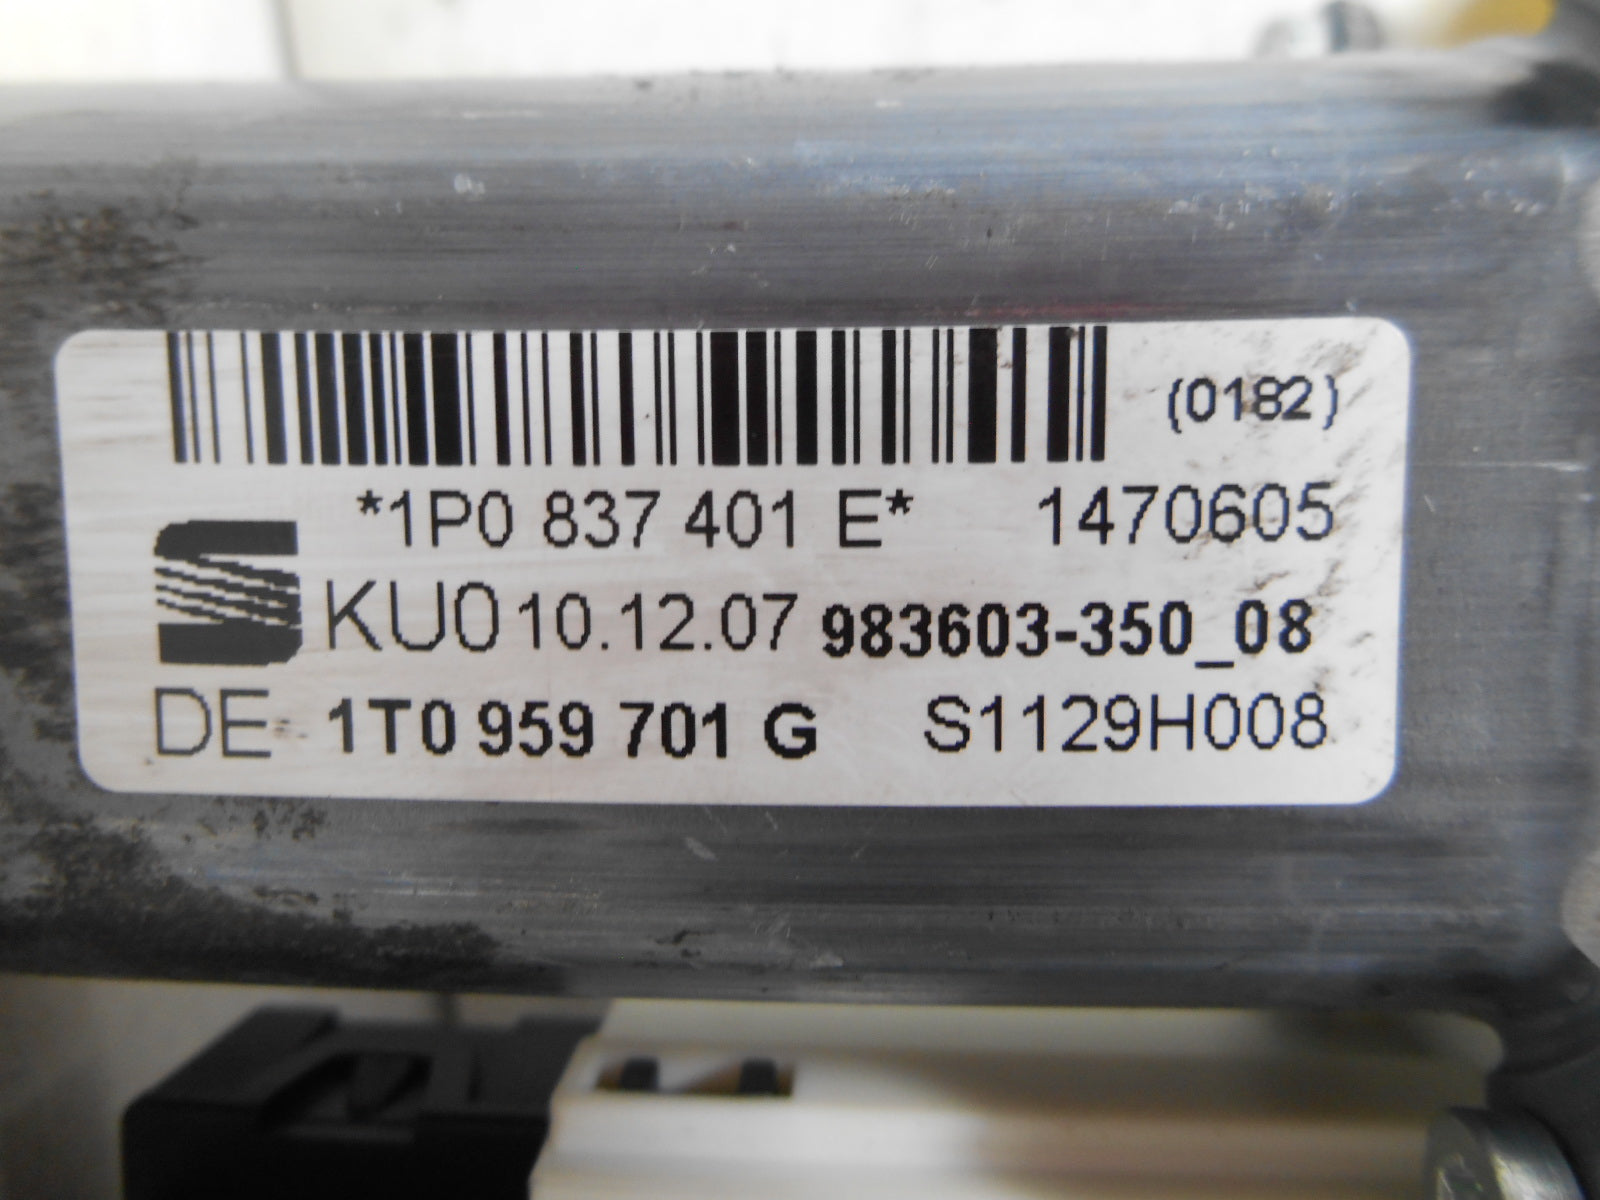 (0182)
*1P0 837 401 E* 1470605
KU0 10.12.07 983603-350_08
DE 1T0 959 701 G S1129H008